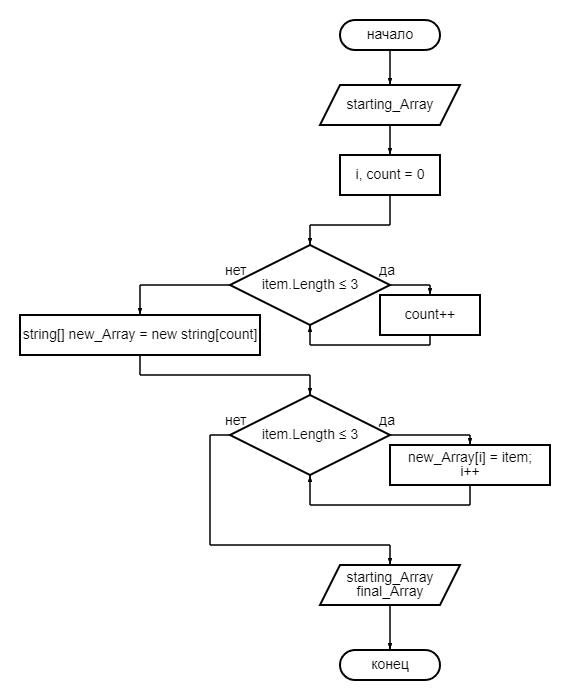 начало
starting_Array
i, count = 0
нет
item.Length ≤ 3
да
count++
string[] new_Array = new string[count]
нет
item.Length ≤ 3
да
new_Array[i] = item;
i++
starting_Array
final_Array
конец